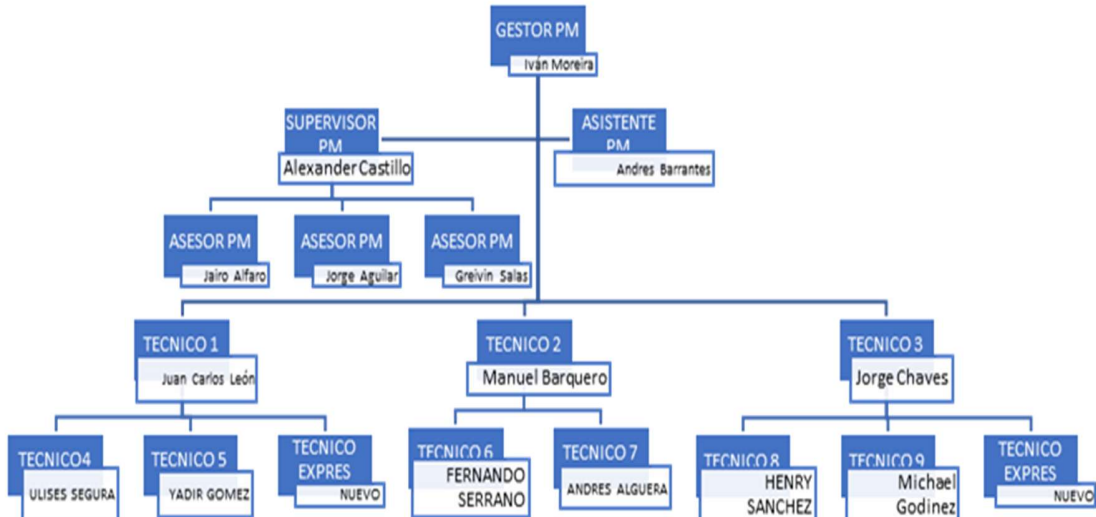 GESTOR PM
Iván Moreira
SUPERVISOR
PM
Alexander Castillo
ASISTENTE
PM
Andres Barrantes
ASESOR PM
Jairo Alfaro
ASESOR PM
Jorge Aguilar
ASESOR PM
Greivin Salas
TECNICO 1
Juan Carlos León
TECNICO 2
Manuel Barquero
TECNICO 3
Jorge Chaves
TECNICO4
ULISES SEGURA
TECNICO 5
YADIR GOMEZ
TECNICO
EXPRES
NUEVO
TECNICO 6
FERNANDO
SERRANO
TECNICO 7
ANDRES ALGUERA
TECNICO 8
HENRY
SANCHEZ
TECNICO 9
Michael
Godinez
TECNICO
EXPRES
NUEVO